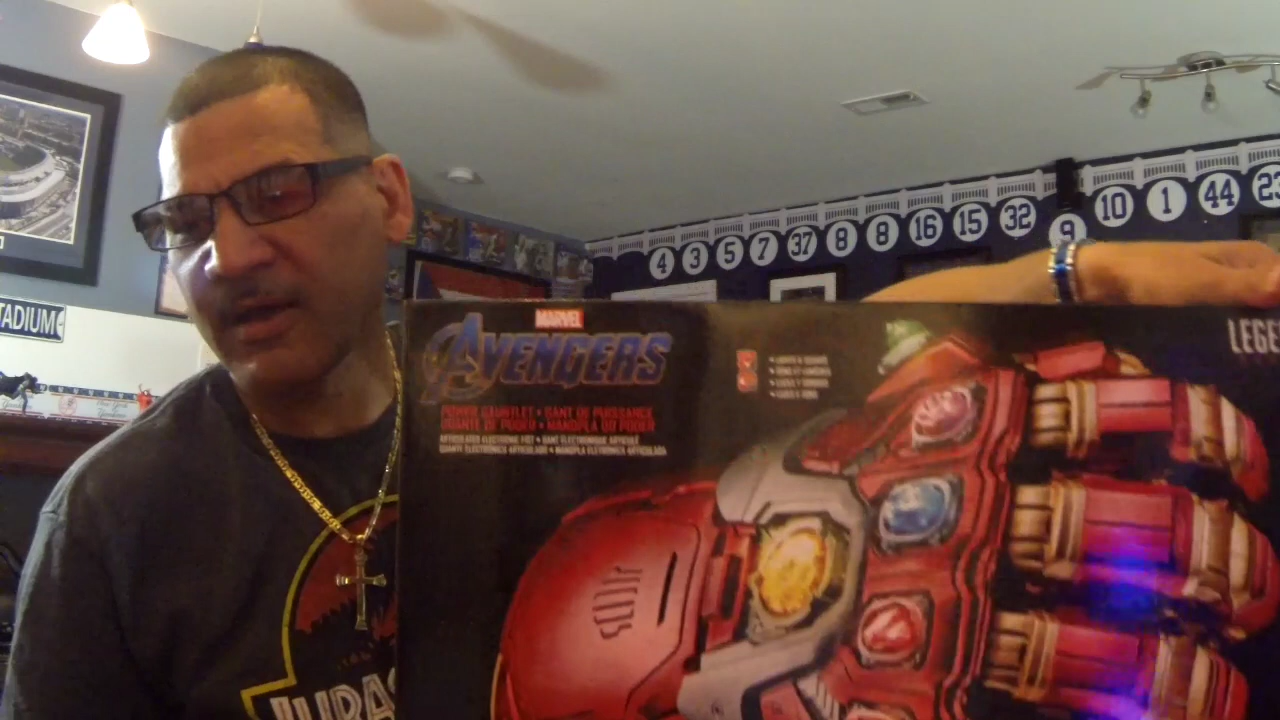 TADIUM
4 3 5 7 37 8 8 16 15 32 9 10 1 44 23
MARVEL
AVENGERS
POWER GAUNTLET • GANT DE PUISSANCE
GUANTE DE PODER • MANOPLA DO PODER
ARTICULATED ELECTRONIC FIST • GANT ÉLECTRONIQUE ARTICULÉ
GUANTE ELECTRÓNICO ARTICULADO • MANOPLA ELETRÔNICA ARTICULADA
LEGE
JURAS